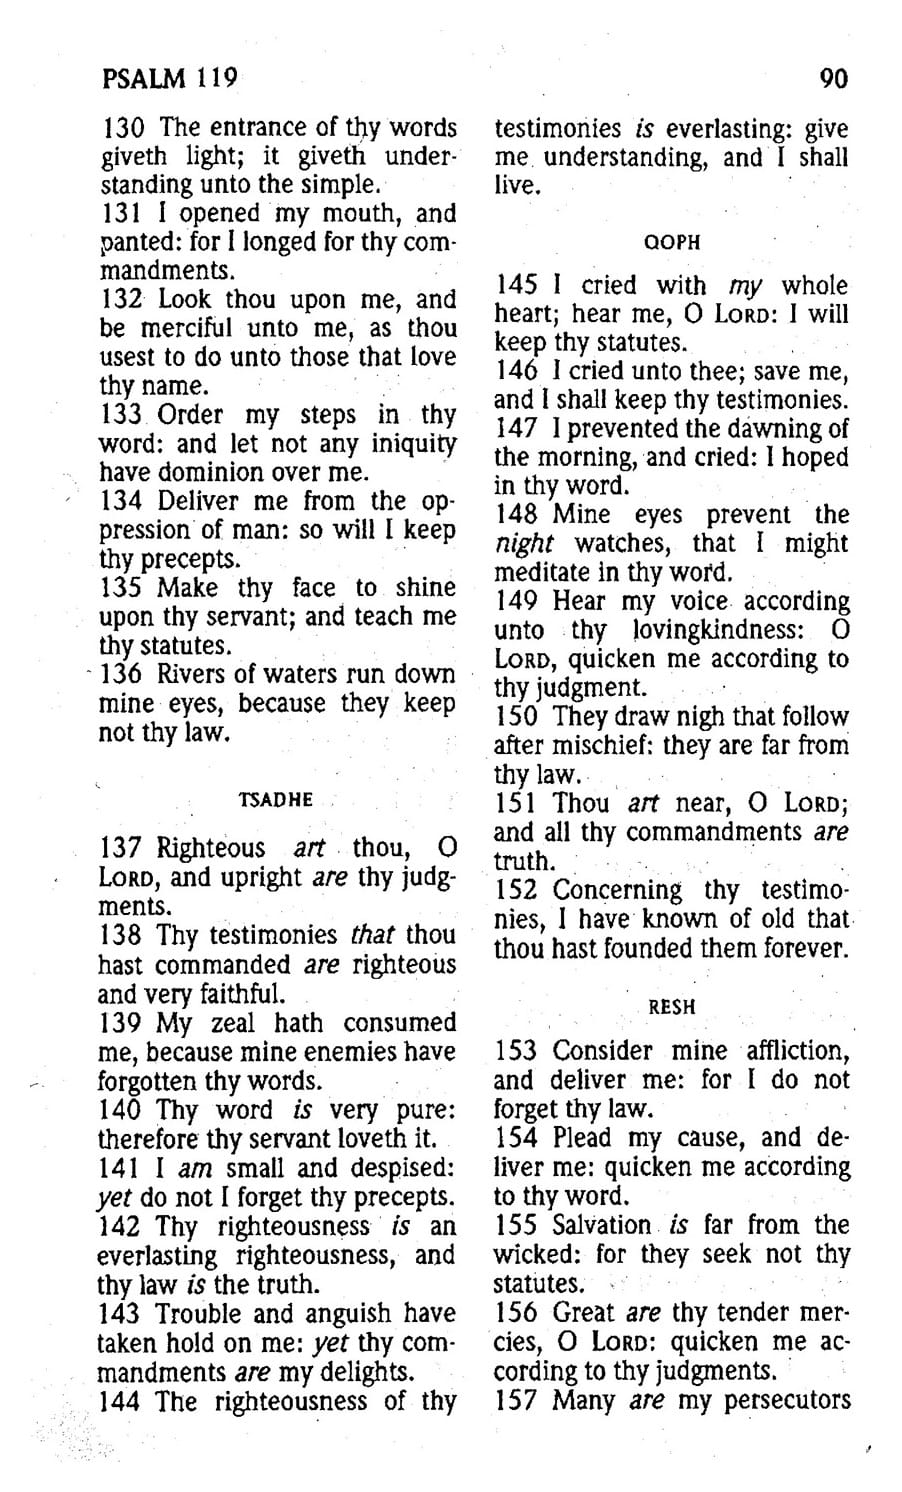 PSALM 119
90
130 The entrance of thy words
giveth light; it giveth under-
standing unto the simple.
131 I opened my mouth, and
panted: for I longed for thy com-
mandments.
132 Look thou upon me, and
be merciful unto me, as thou
usest to do unto those that love
thy name.
133 Order my steps in thy
word: and let not any iniquity
have dominion over me.
134 Deliver me from the op-
pression of man: so will I keep
thy precepts.
135 Make thy face to shine
upon thy servant; and teach me
thy statutes.
136 Rivers of waters run down
mine eyes, because they keep
not thy law.
TSADHE
137 Righteous art thou, O
LORD, and upright are thy judg-
ments.
138 Thy testimonies that thou
hast commanded are righteous
and very faithful.
139 My zeal hath consumed
me, because mine enemies have
forgotten thy words.
140 Thy word is very pure:
therefore thy servant loveth it.
141 I am small and despised:
yet do not I forget thy precepts.
142 Thy righteousness is an
everlasting righteousness, and
thy law is the truth.
143 Trouble and anguish have
taken hold on me: yet thy com-
mandments are my delights.
144 The righteousness of thy
testimonies is everlasting: give
me understanding, and I shall
live.
QOPH
145 I cried with my whole
heart; hear me, O LORD: I will
keep thy statutes.
146 I cried unto thee; save me,
and I shall keep thy testimonies.
147 I prevented the dawning of
the morning, and cried: I hoped
in thy word.
148 Mine eyes prevent the
night watches, that I might
meditate in thy word.
149 Hear my voice according
unto thy lovingkindness: O
LORD, quicken me according to
thy judgment.
150 They draw nigh that follow
after mischief: they are far from
thy law.
151 Thou art near, O LORD;
and all thy commandments are
truth.
152 Concerning thy testimo-
nies, I have known of old that
thou hast founded them forever.
RESH
153 Consider mine affliction,
and deliver me: for I do not
forget thy law.
154 Plead my cause, and de-
liver me: quicken me according
to thy word.
155 Salvation is far from the
wicked: for they seek not thy
statutes.
156 Great are thy tender mer-
cies, O LORD: quicken me ac-
cording to thy judgments.
157 Many are my persecutors